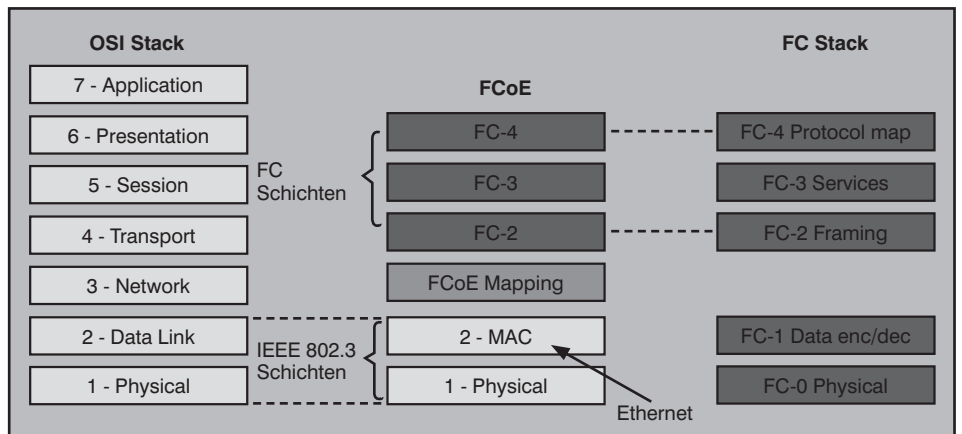 OSI Stack
7 - Application
6 - Presentation
5 - Session
4 - Transport
3 - Network
2 - Data Link
1 - Physical
FC
Schichten
IEEE 802.3
Schichten
FCoE
FC-4
FC-3
FC-2
FCoE Mapping
2 - MAC
1 - Physical
Ethernet
FC Stack
FC-4 Protocol map
FC-3 Services
FC-2 Framing
FC-1 Data enc/dec
FC-0 Physical